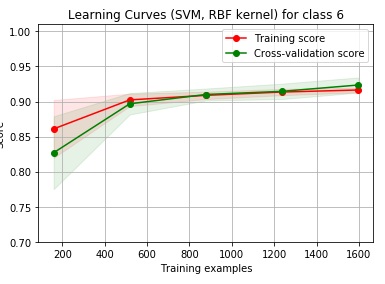 Learning Curves (SVM, RBF kernel) for class 6
Training score
Cross-validation score
1.00
0.95
0.90
0.85
0.80
0.75
0.70
200 400 600 800 1000 1200 1400 1600
Training examples